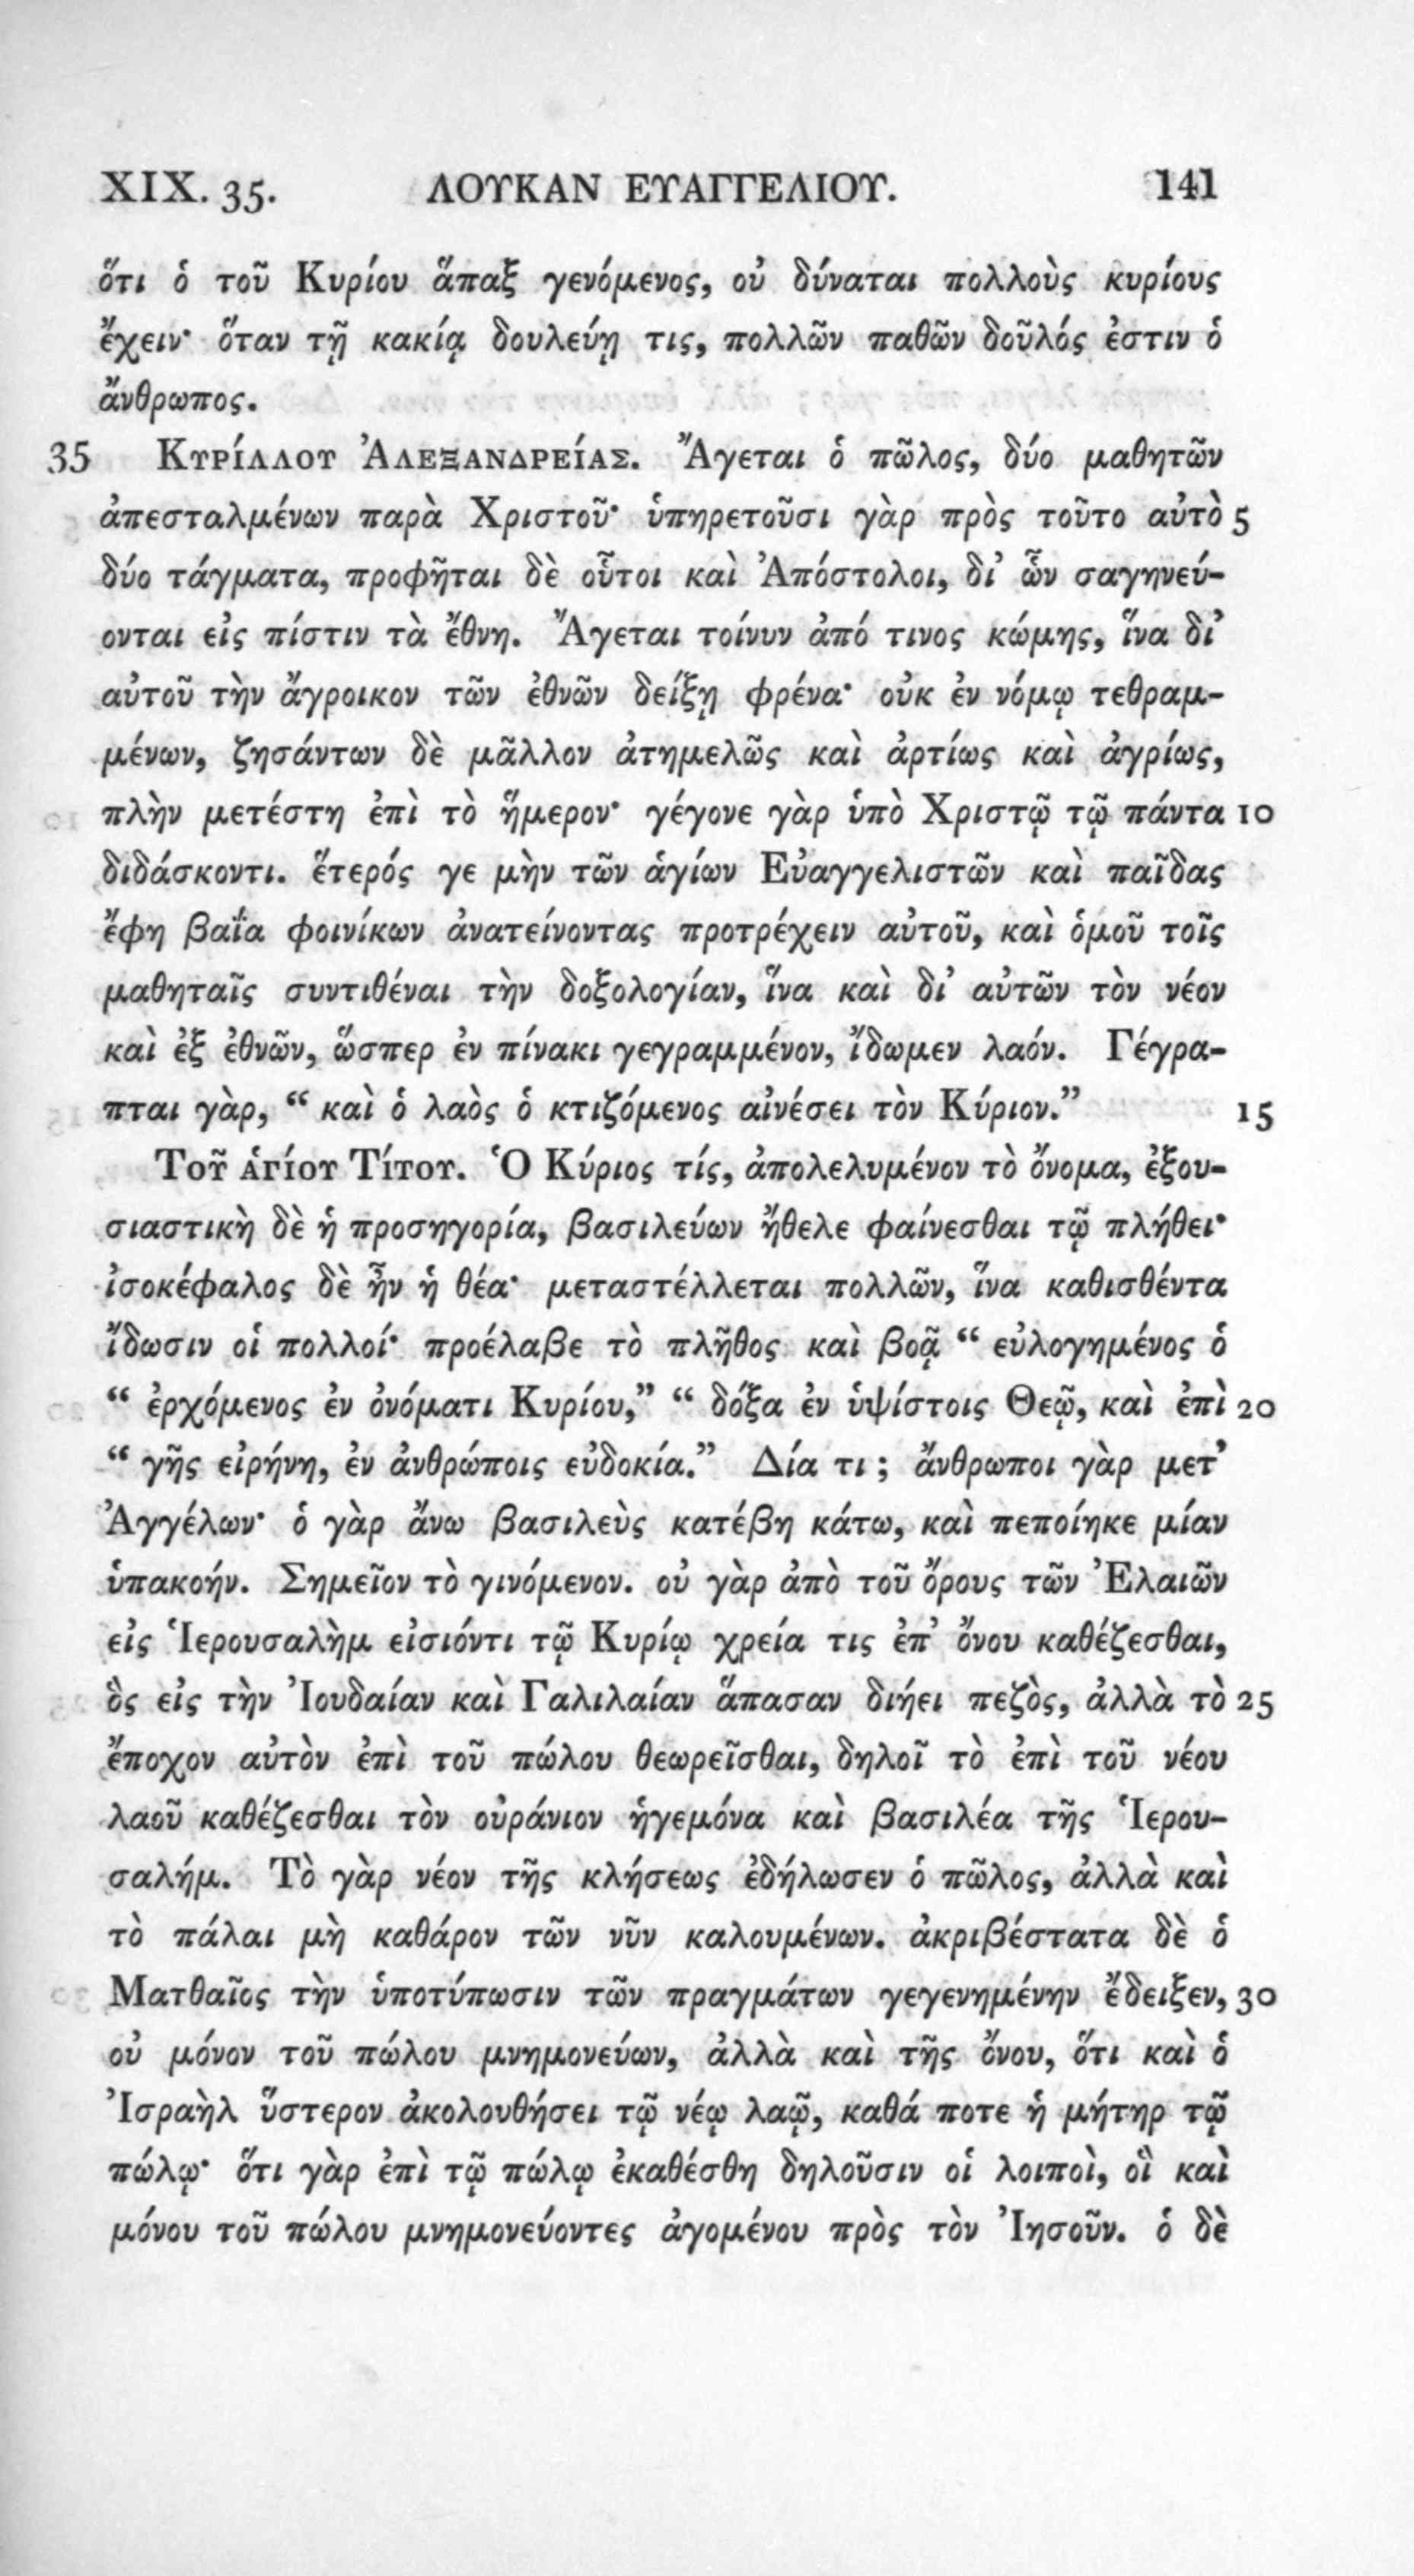 XIX. 35. ΛΟΥΚΑΝ ΕΥΑΓΓΕΛΙΟΥ. 141
ὅτι ὁ τοῦ Κυρίου ἅπαξ γενόμενος, οὐ δύναται πολλοὺς κυρίους
ἔχειν· ὅταν τῇ κακίᾳ δουλεύῃ τις, πολλῶν παθῶν δοῦλός ἐστιν ὁ
ἄνθρωπος.
35 Κυρίλλου Ἀλεξανδρείας. Ἄγεται ὁ πῶλος, δύο μαθητῶν
ἀπεσταλμένων παρὰ Χριστοῦ· ὑπηρετοῦσι γὰρ πρὸς τοῦτο αὐτὸ 5
δύο τάγματα, προφῆται δὲ οὗτοι καὶ Ἀπόστολοι, δι’ ὧν σαγηνεύ-
ονται εἰς πίστιν τὰ ἔθνη. Ἄγεται τοίνυν ἀπό τινος κώμης, ἵνα δι’
αὐτοῦ τὴν ἄγροικον τῶν ἐθνῶν δείξῃ φρένα· οὐκ ἐν νόμῳ τεθραμ-
μένων, ζησάντων δὲ μᾶλλον ἀτημελῶς καὶ ἀρτίως καὶ ἀγρίως,
πλὴν μετέστη ἐπὶ τὸ ἥμερον· γέγονε γὰρ ὑπὸ Χριστῷ τῷ πάντα 10
διδάσκοντι. ἕτερός γε μὴν τῶν ἁγίων Εὐαγγελιστῶν καὶ παῖδας
ἔφη βαΐα φοινίκων ἀνατείνοντας προτρέχειν αὐτοῦ, καὶ ὁμοῦ τοῖς
μαθηταῖς συντιθέναι τὴν δοξολογίαν, ἵνα καὶ δι’ αὐτῶν τὸν νέον
καὶ ἐξ ἐθνῶν, ὥσπερ ἐν πίνακι γεγραμμένον, ἴδωμεν λαόν. Γέγρα-
πται γὰρ, “ καὶ ὁ λαὸς ὁ κτιζόμενος αἰνέσει τὸν Κύριον.” 15
Τοῦ ἁγίου Τίτου. Ὁ Κύριος τίς, ἀπολελυμένον τὸ ὄνομα, ἐξου-
σιαστικὴ δὲ ἡ προσηγορία, βασιλεύων ἤθελε φαίνεσθαι τῷ πλήθει·
ἰσοκέφαλος δὲ ἦν ἡ θέα· μεταστέλλεται πολλῶν, ἵνα καθισθέντα
ἴδωσιν οἱ πολλοί· προέλαβε τὸ πλῆθος καὶ βοᾷ “ εὐλογημένος ὁ
“ ἐρχόμενος ἐν ὀνόματι Κυρίου,” “ δόξα ἐν ὑψίστοις Θεῷ, καὶ ἐπὶ 20
“ γῆς εἰρήνη, ἐν ἀνθρώποις εὐδοκία.” Δία τι ; ἄνθρωποι γὰρ μετ’
Ἀγγέλων· ὁ γὰρ ἄνω βασιλεὺς κατέβη κάτω, καὶ πεποίηκε μίαν
ὑπακοήν. Σημεῖον τὸ γινόμενον. οὐ γὰρ ἀπὸ τοῦ ὄρους τῶν Ἐλαιῶν
εἰς Ἱερουσαλὴμ εἰσιόντι τῷ Κυρίῳ χρεία τις ἐπ’ ὄνου καθέζεσθαι,
ὃς εἰς τὴν Ἰουδαίαν καὶ Γαλιλαίαν ἅπασαν διήει πεζὸς, ἀλλὰ τὸ 25
ἔποχον αὐτὸν ἐπὶ τοῦ πώλου θεωρεῖσθαι, δηλοῖ τὸ ἐπὶ τοῦ νέου
λαοῦ καθέζεσθαι τὸν οὐράνιον ἡγεμόνα καὶ βασιλέα τῆς Ἱερου-
σαλήμ. Τὸ γὰρ νέον τῆς κλήσεως ἐδήλωσεν ὁ πῶλος, ἀλλὰ καὶ
τὸ πάλαι μὴ καθάρον τῶν νῦν καλουμένων. ἀκριβέστατα δὲ ὁ
Ματθαῖος τὴν ὑποτύπωσιν τῶν πραγμάτων γεγενημένην ἔδειξεν, 30
οὐ μόνον τοῦ πώλου μνημονεύων, ἀλλὰ καὶ τῆς ὄνου, ὅτι καὶ ὁ
Ἰσραὴλ ὕστερον ἀκολουθήσει τῷ νέῳ λαῷ, καθά ποτε ἡ μήτηρ τῷ
πώλῳ· ὅτι γὰρ ἐπὶ τῷ πώλῳ ἐκαθέσθη δηλοῦσιν οἱ λοιποὶ, οἳ καὶ
μόνου τοῦ πώλου μνημονεύοντες ἀγομένου πρὸς τὸν Ἰησοῦν. ὁ δὲ